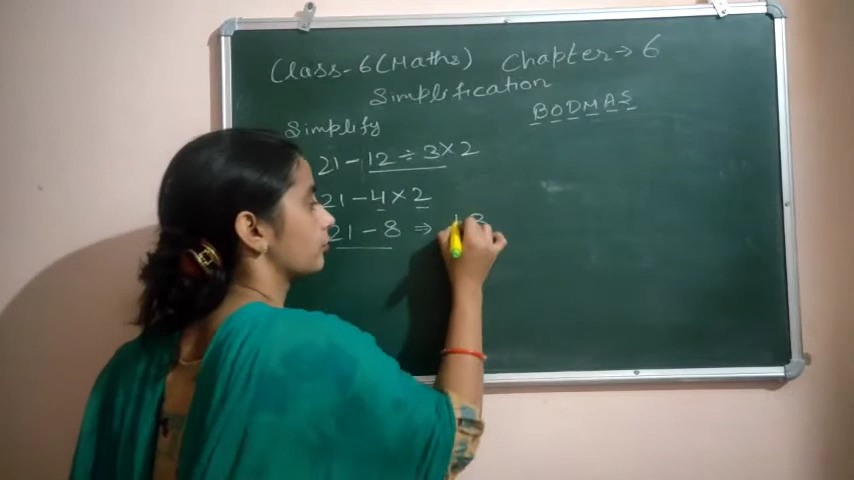 Class-6(Maths) Chapter→6
Simplification
BODMAS
Simplify
21-12÷3×2
21-4×2
21-8 ⇒